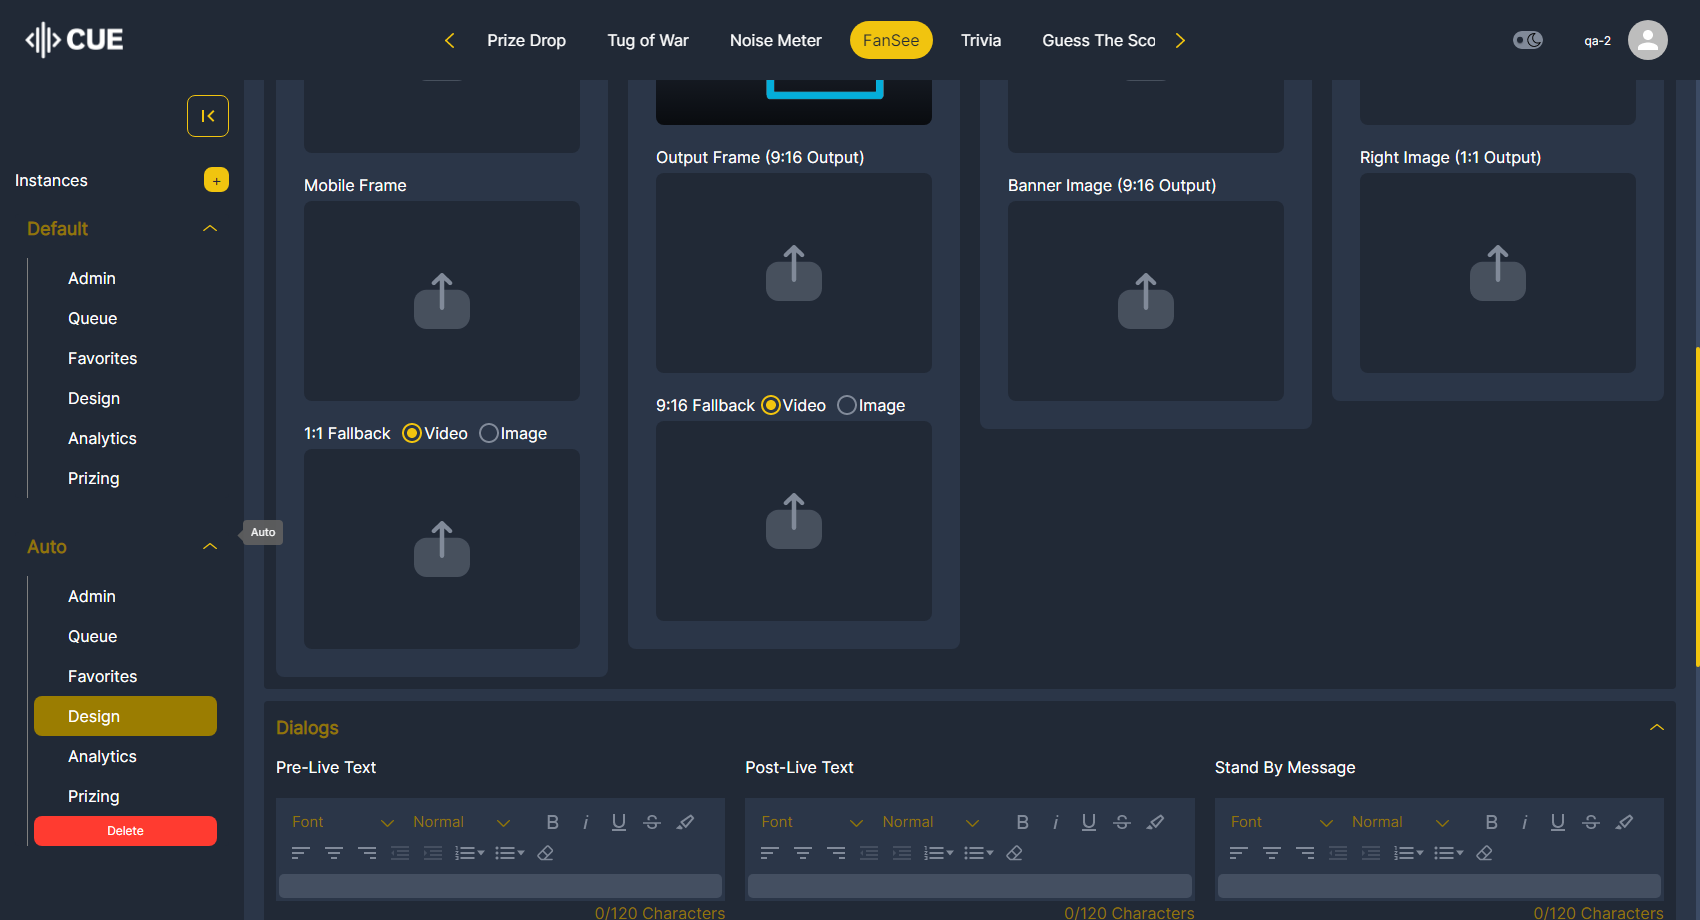 CUE
Prize Drop
Tug of War
Noise Meter
FanSee
Trivia
Guess The Sco
qa-2
Instances
+
Default
Admin
Queue
Favorites
Design
Analytics
Prizing
Auto
Auto
Admin
Queue
Favorites
Design
Analytics
Prizing
Delete
Mobile Frame
1:1 Fallback Video Image
Output Frame (9:16 Output)
9:16 Fallback Video Image
Banner Image (9:16 Output)
Right Image (1:1 Output)
Dialogs
Pre-Live Text
Font Normal B i U S
0/120 Characters
Post-Live Text
Font Normal B i U S
0/120 Characters
Stand By Message
Font Normal B i U S
0/120 Characters